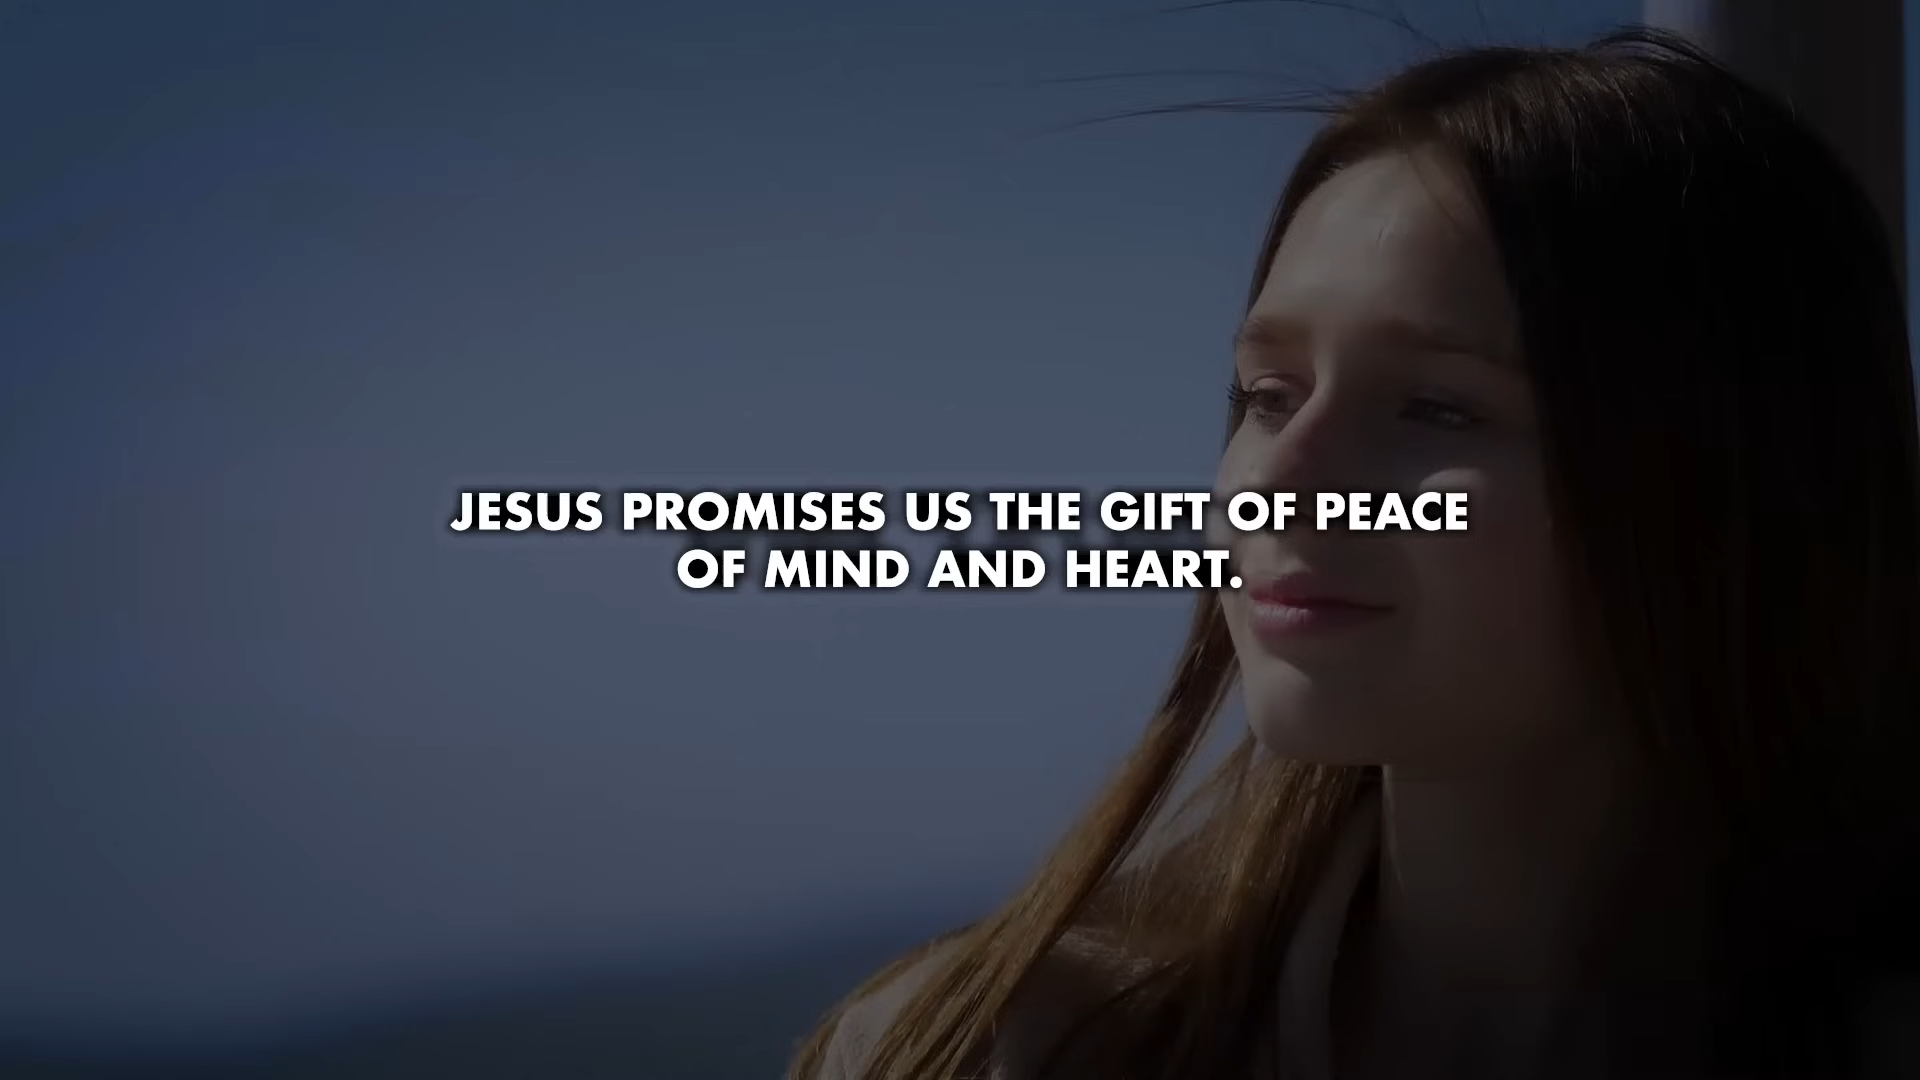 JESUS PROMISES US THE GIFT OF PEACE
OF MIND AND HEART.